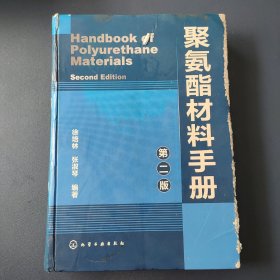 Handbook of
Polyurethane
Materials
Second Edition
聚氨酯材料手册
第二版
徐培林 张淑琴 编著
化学工业出版社